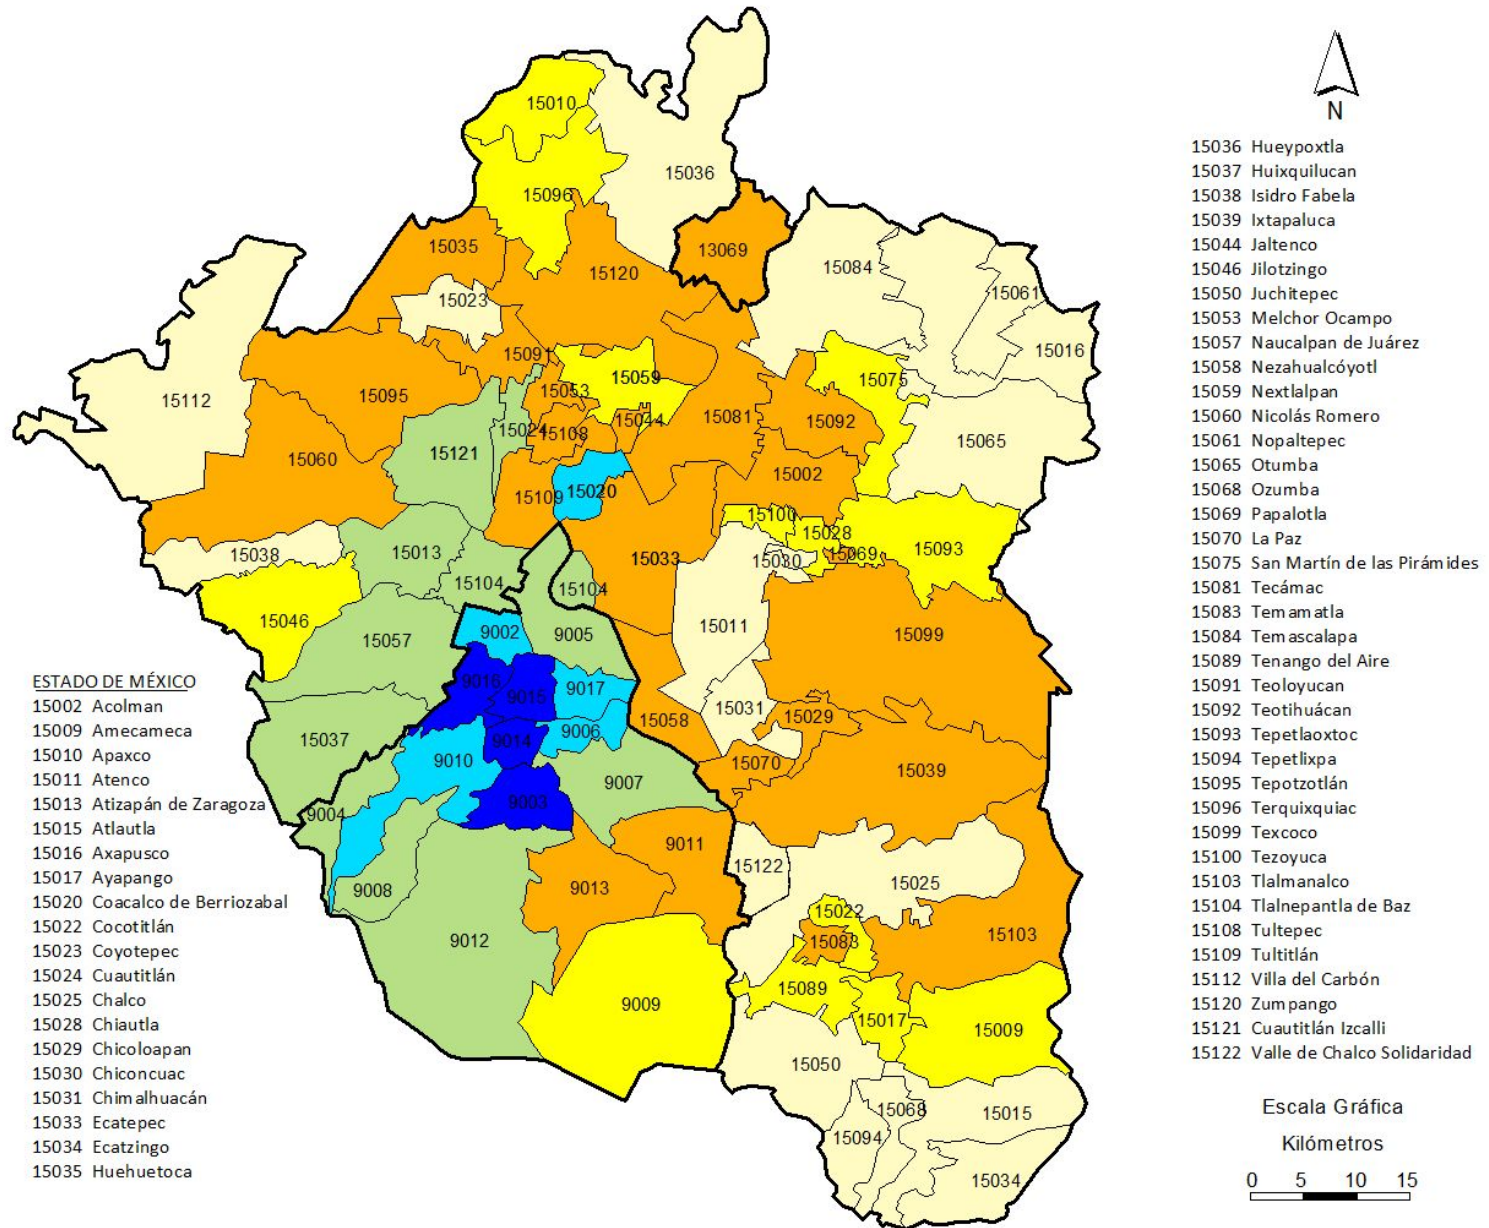 15010
15036
15096
13069
15035
15120
15084
15061
15023
15016
15091
15059
15075
15112
15095
15053
15081
15092
15044
15024
15108
15065
15121
15060
15002
15109
15020
15100
15028
15093
15038
15013
15033
15030
15069
15104
15104
15046
15057
9002
9005
15011
15099
9016
9015
9017
15031
15029
15058
15037
9014
9006
9010
15070
15039
9007
9003
9004
9011
15122
15025
9008
9013
15022
9012
15083
15103
15089
9009
15017
15009
15050
15068
15015
15094
15034
ESTADO DE MÉXICO
15002 Acolman
15009 Amecameca
15010 Apaxco
15011 Atenco
15013 Atizapán de Zaragoza
15015 Atlautla
15016 Axapusco
15017 Ayapango
15020 Coacalco de Berriozabal
15022 Cocotitlán
15023 Coyotepec
15024 Cuautitlán
15025 Chalco
15028 Chiautla
15029 Chicoloapan
15030 Chiconcuac
15031 Chimalhuacán
15033 Ecatepec
15034 Ecatzingo
15035 Huehuetoca
N
15036 Hueypoxtla
15037 Huixquilucan
15038 Isidro Fabela
15039 Ixtapaluca
15044 Jaltenco
15046 Jilotzingo
15050 Juchitepec
15053 Melchor Ocampo
15057 Naucalpan de Juárez
15058 Nezahualcóyotl
15059 Nextlalpan
15060 Nicolás Romero
15061 Nopaltepec
15065 Otumba
15068 Ozumba
15069 Papalotla
15070 La Paz
15075 San Martín de las Pirámides
15081 Tecámac
15083 Temamatla
15084 Temascalapa
15089 Tenango del Aire
15091 Teoloyucan
15092 Teotihuácan
15093 Tepetlaoxtoc
15094 Tepetlixpa
15095 Tepotzotlán
15096 Terquixquiac
15099 Texcoco
15100 Tezoyuca
15103 Tlalmanalco
15104 Tlalnepantla de Baz
15108 Tultepec
15109 Tultitlán
15112 Villa del Carbón
15120 Zumpango
15121 Cuautitlán Izcalli
15122 Valle de Chalco Solidaridad
Escala Gráfica
Kilómetros
0 5 10 15